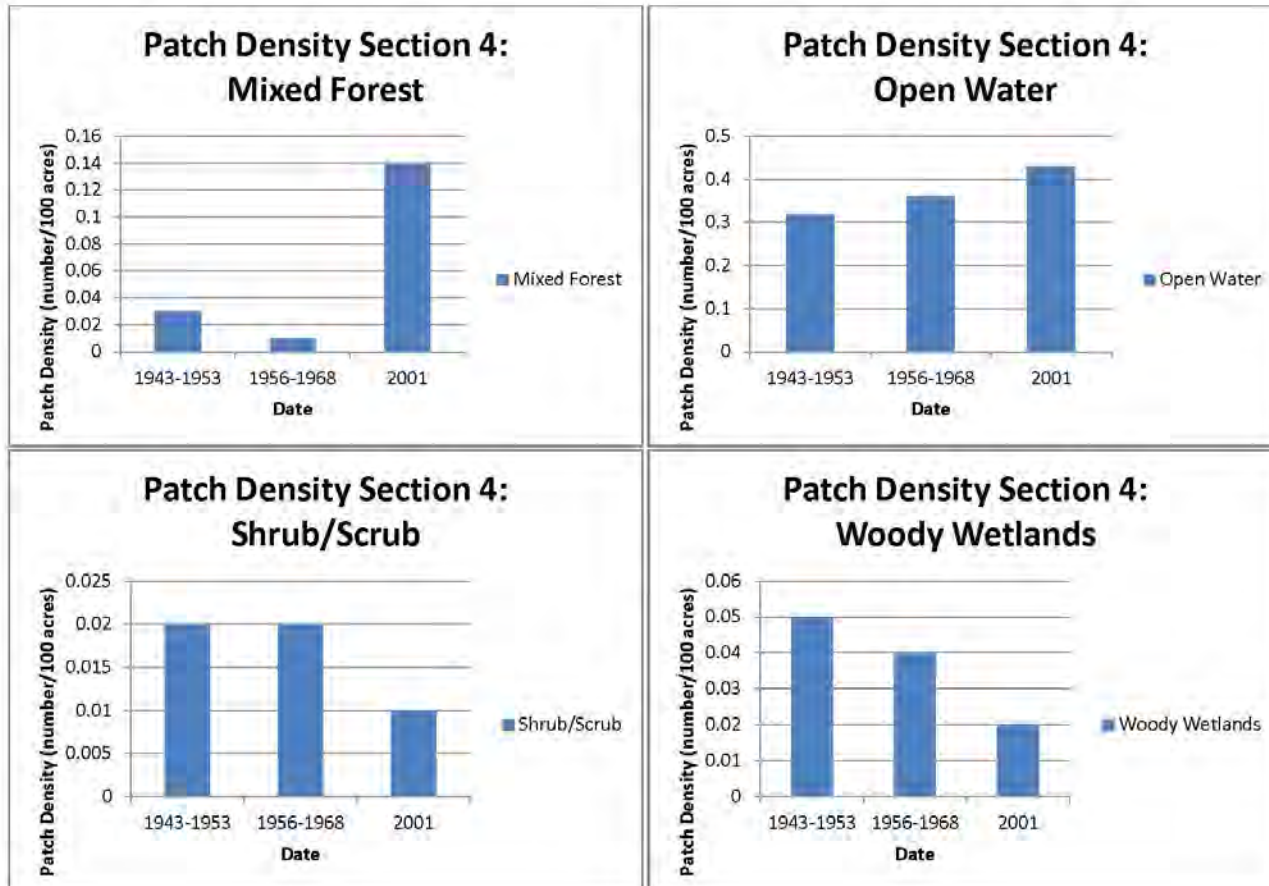 Patch Density Section 4:
Mixed Forest
Patch Density (number/100 acres)
0.16
0.14
0.12
0.1
0.08
0.06
0.04
0.02
0
1943-1953 1956-1968 2001
Date
Mixed Forest
Patch Density Section 4:
Open Water
Patch Density (number/100 acres)
0.5
0.4
0.3
0.2
0.1
0
1943-1953 1956-1968 2001
Date
Open Water
Patch Density Section 4:
Shrub/Scrub
Patch Density (number/100 acres)
0.025
0.02
0.015
0.01
0.005
0
1943-1953 1956-1968 2001
Date
Shrub/Scrub
Patch Density Section 4:
Woody Wetlands
Patch Density (number/100 acres)
0.06
0.05
0.04
0.03
0.02
0.01
0
1943-1953 1956-1968 2001
Date
Woody Wetlands